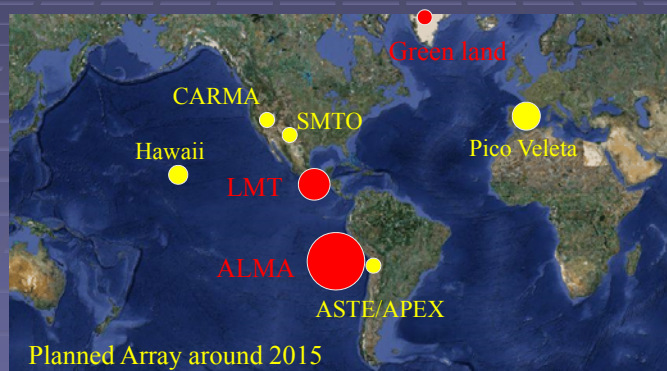 Green land
CARMA
SMTO
Hawaii
Pico Veleta
LMT
ALMA
ASTE/APEX
Planned Array around 2015